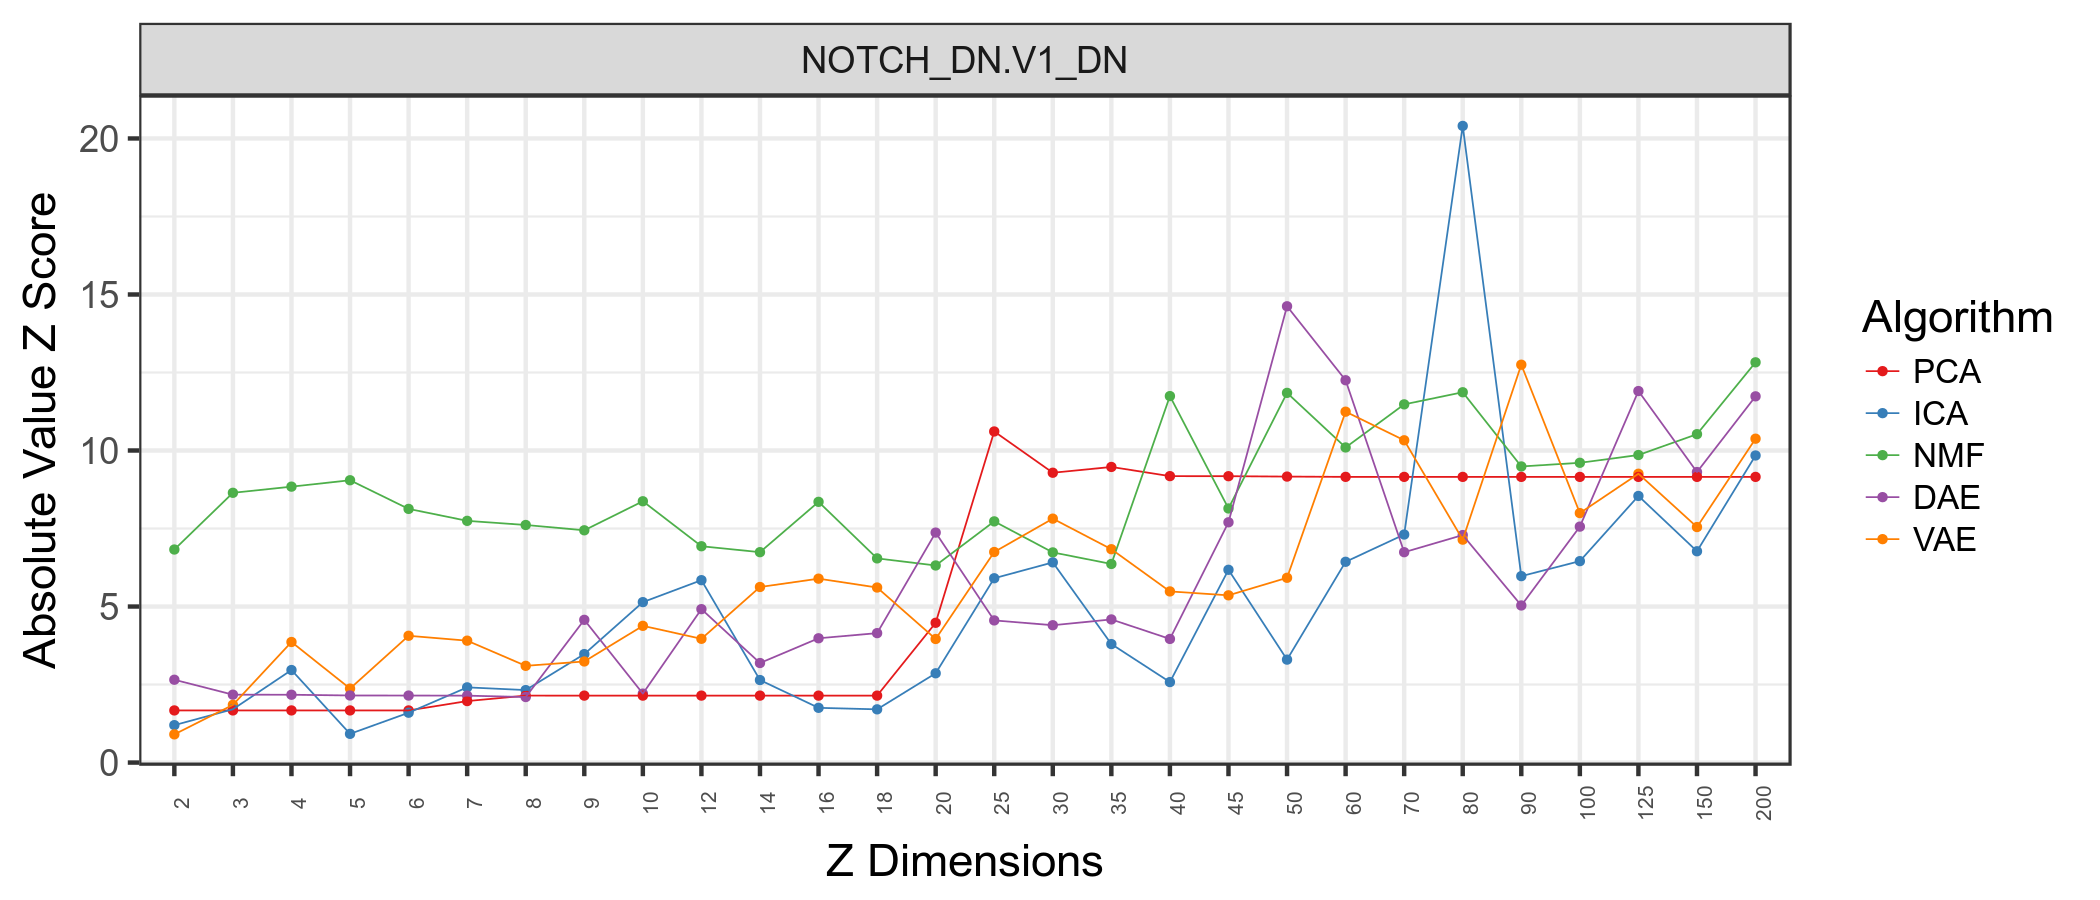 NOTCH_DN.V1_DN
Absolute Value Z Score
20
15
10
5
0
2 3 4 5 6 7 8 9 10 12 14 16 18 20 25 30 35 40 45 50 60 70 80 90 100 125 150 200
Z Dimensions
Algorithm
PCA
ICA
NMF
DAE
VAE